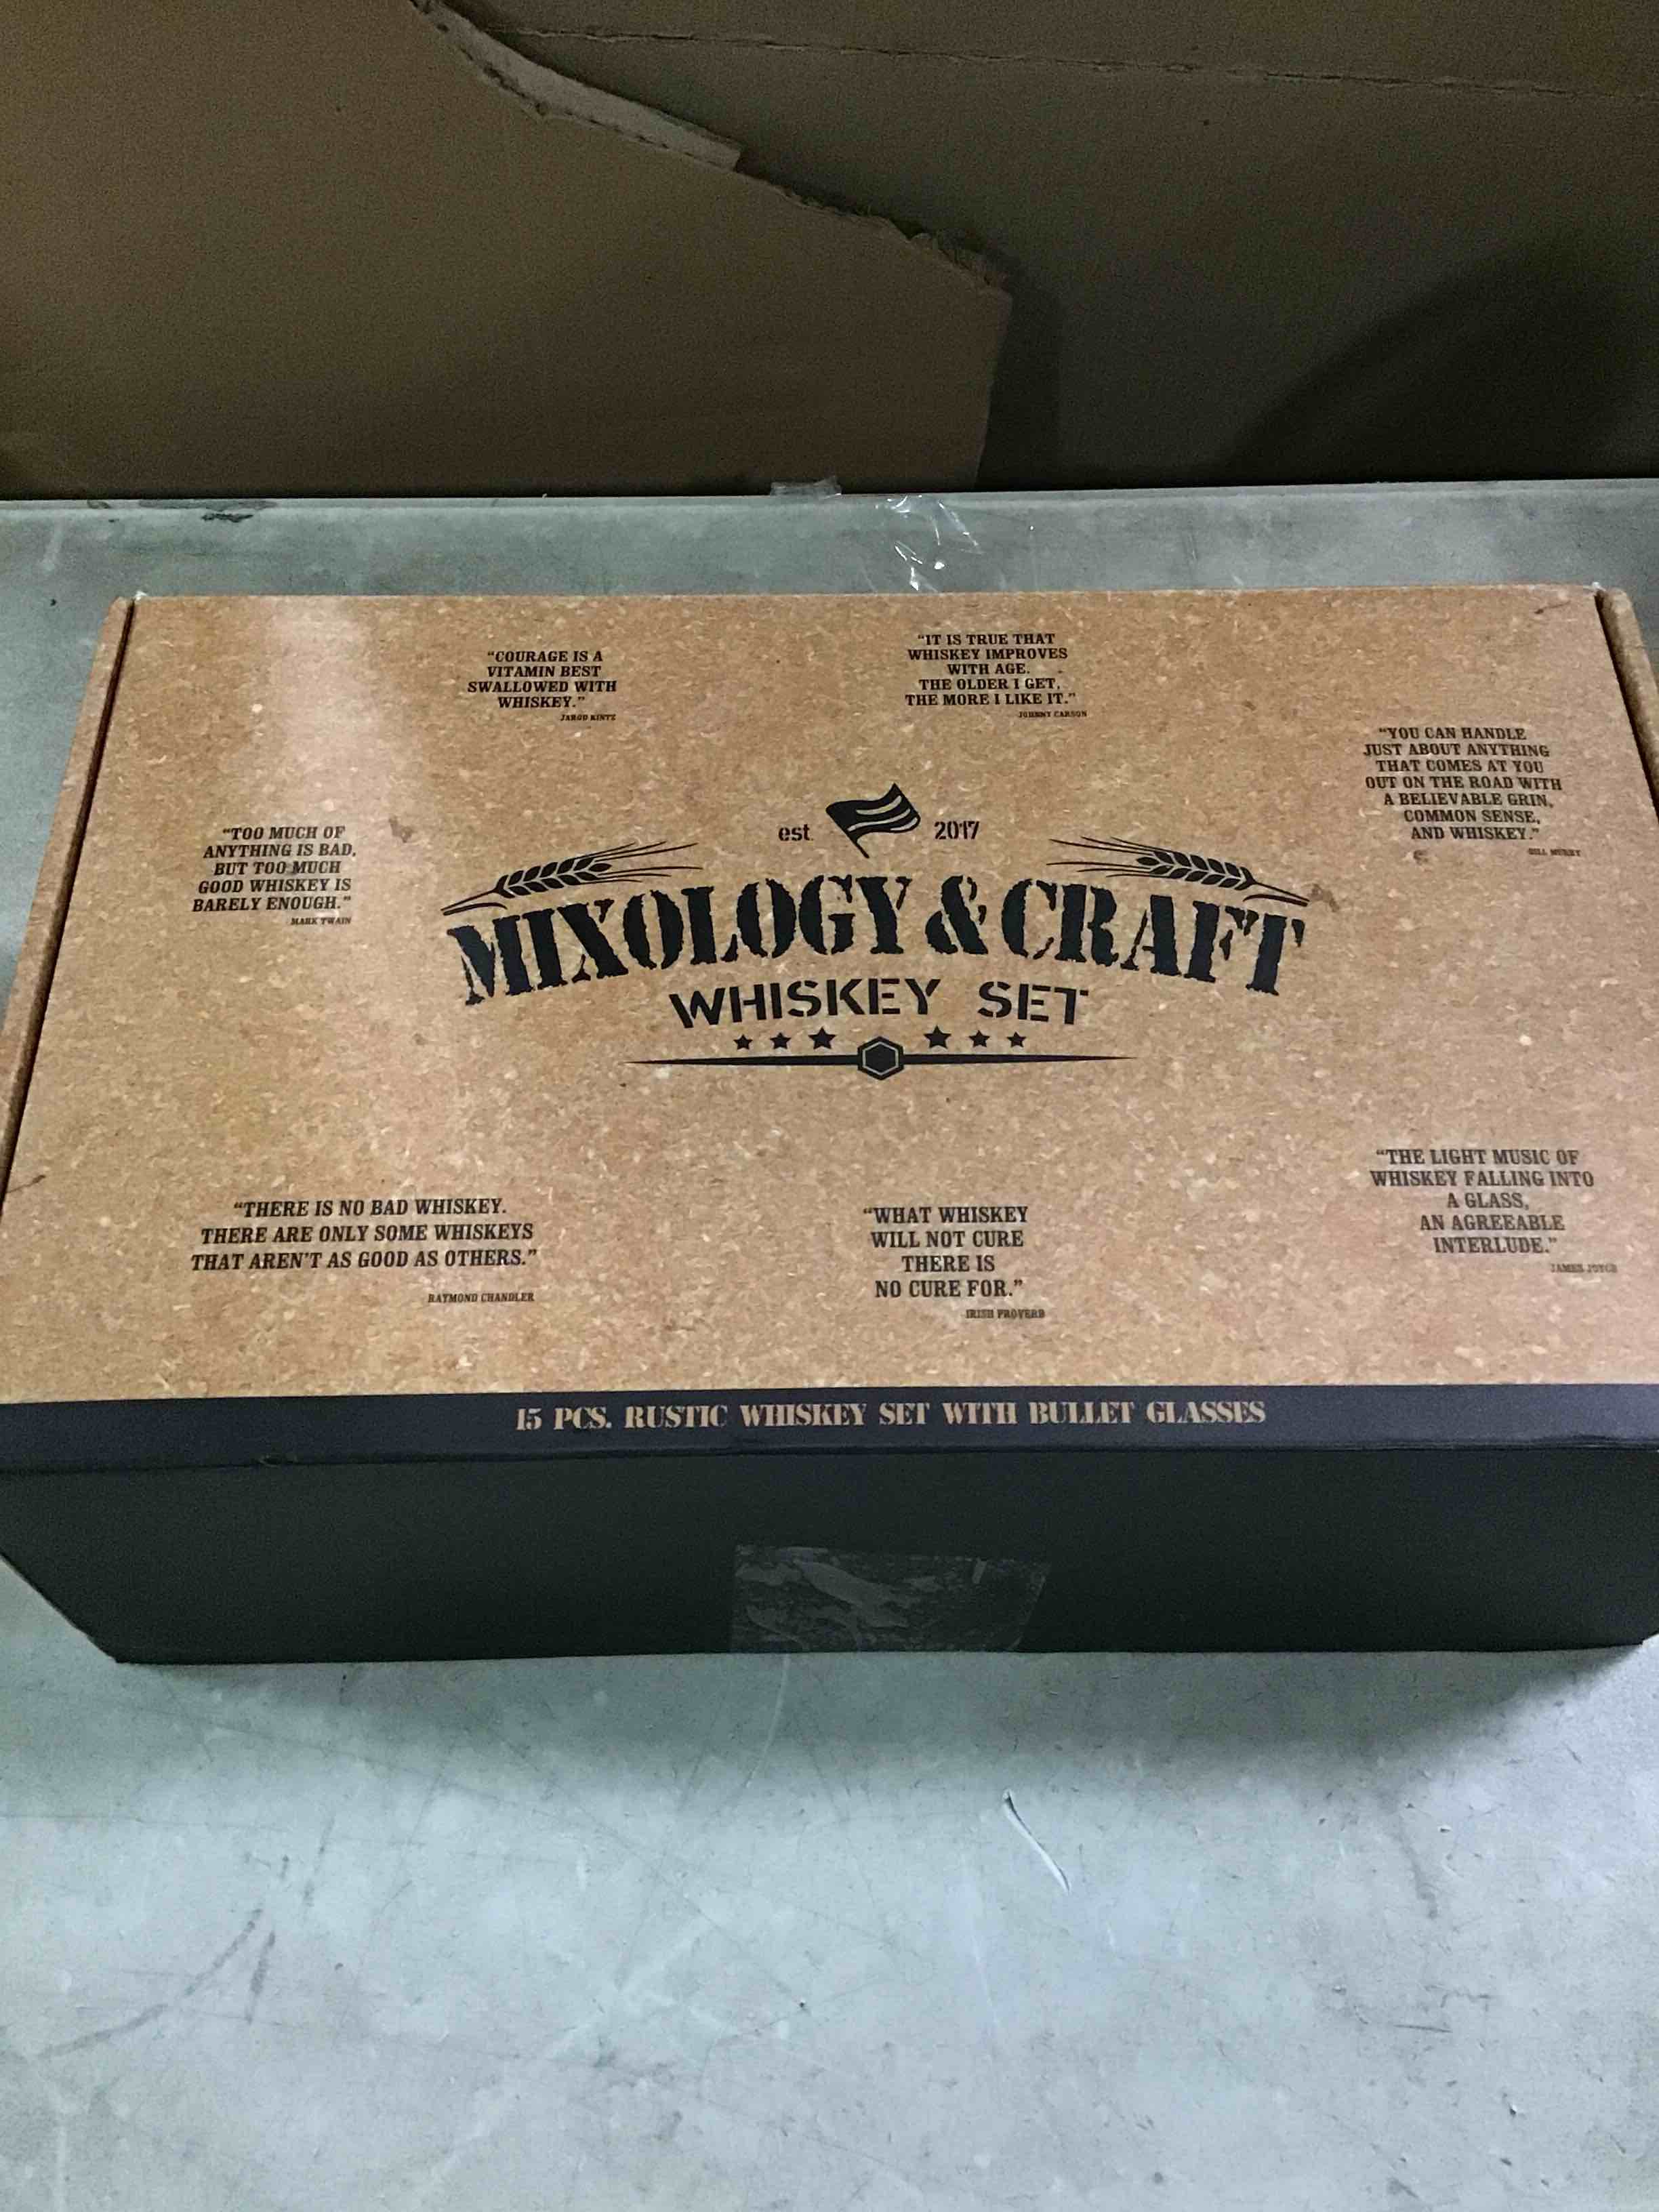 "COURAGE IS A
VITAMIN BEST
SWALLOWED WITH
WHISKEY."
JAROD KINTZ
"IT IS TRUE THAT
WHISKEY IMPROVES
WITH AGE.
THE OLDER I GET,
THE MORE I LIKE IT."
JOHNNY CARSON
"YOU CAN HANDLE
JUST ABOUT ANYTHING
THAT COMES AT YOU
OUT ON THE ROAD WITH
A BELIEVABLE GRIN,
COMMON SENSE,
AND WHISKEY."
BILL MURRY
"TOO MUCH OF
ANYTHING IS BAD,
BUT TOO MUCH
GOOD WHISKEY IS
BARELY ENOUGH."
MARK TWAIN
est. 2017
MIXOLOGY & CRAFT
WHISKEY SET
"THERE IS NO BAD WHISKEY.
THERE ARE ONLY SOME WHISKEYS
THAT AREN'T AS GOOD AS OTHERS."
RAYMOND CHANDLER
"WHAT WHISKEY
WILL NOT CURE
THERE IS
NO CURE FOR."
IRISH PROVERB
"THE LIGHT MUSIC OF
WHISKEY FALLING INTO
A GLASS,
AN AGREEABLE
INTERLUDE."
JAMES JOYCE
15 PCS. RUSTIC WHISKEY SET WITH BULLET GLASSES